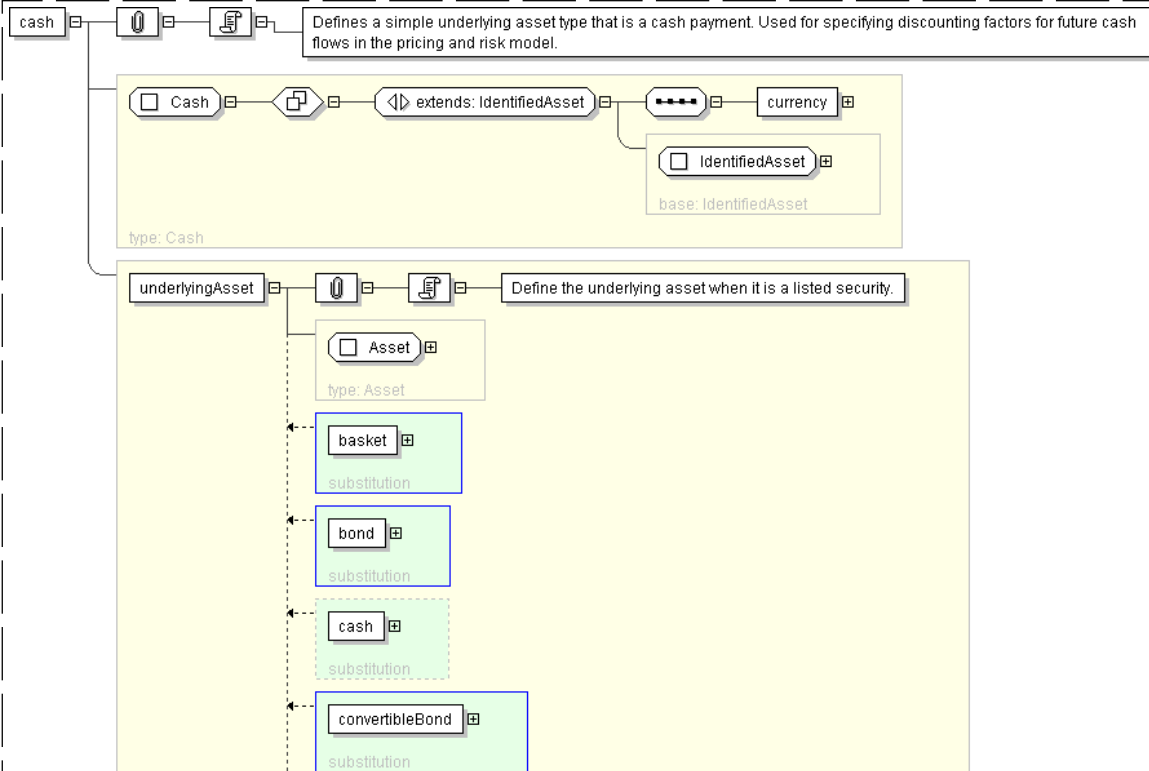 cash
Defines a simple underlying asset type that is a cash payment. Used for specifying discounting factors for future cash
flows in the pricing and risk model.
Cash
extends: IdentifiedAsset
currency
IdentifiedAsset
base: IdentifiedAsset
type: Cash
underlyingAsset
Define the underlying asset when it is a listed security.
Asset
type: Asset
basket
substitution
bond
substitution
cash
substitution
convertibleBond
substitution